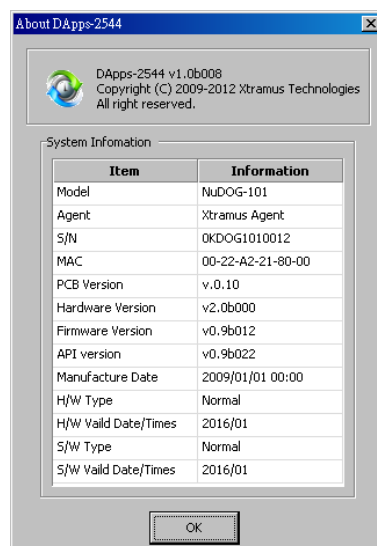 About DApps-2544
DApps-2544 v1.0b008
Copyright (C) 2009-2012 Xtramus Technologies
All right reserved.
System Infomation
Item Information
Model NuDOG-101
Agent Xtramus Agent
S/N 0KDOG1010012
MAC 00-22-A2-21-80-00
PCB Version v.0.10
Hardware Version v2.0b000
Firmware Version v0.9b012
API version v0.9b022
Manufacture Date 2009/01/01 00:00
H/W Type Normal
H/W Vaild Date/Times 2016/01
S/W Type Normal
S/W Vaild Date/Times 2016/01
OK